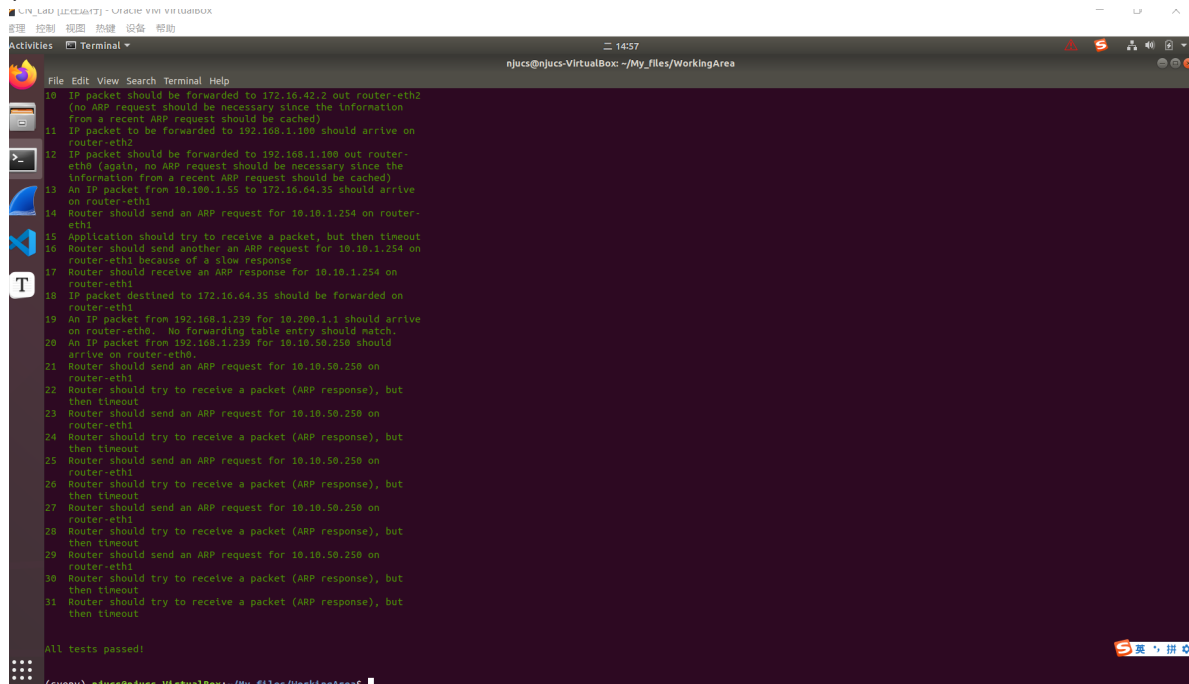 CN_Lab [正在运行] - Oracle VM VirtualBox
管理 控制 视图 热键 设备 帮助
Activities Terminal 二 14:57
njucs@njucs-VirtualBox: ~/My_files/WorkingArea
File Edit View Search Terminal Help
10 IP packet should be forwarded to 172.16.42.2 out router-eth2
(no ARP request should be necessary since the information
from a recent ARP request should be cached)
11 IP packet to be forwarded to 192.168.1.100 should arrive on
router-eth2
12 IP packet should be forwarded to 192.168.1.100 out router-
eth0 (again, no ARP request should be necessary since the
information from a recent ARP request should be cached)
13 An IP packet from 10.100.1.55 to 172.16.64.35 should arrive
on router-eth1
14 Router should send an ARP request for 10.10.1.254 on router-
eth1
15 Application should try to receive a packet, but then timeout
16 Router should send another an ARP request for 10.10.1.254 on
router-eth1 because of a slow response
17 Router should receive an ARP response for 10.10.1.254 on
router-eth1
18 IP packet destined to 172.16.64.35 should be forwarded on
router-eth1
19 An IP packet from 192.168.1.239 for 10.200.1.1 should arrive
on router-eth0. No forwarding table entry should match.
20 An IP packet from 192.168.1.239 for 10.10.50.250 should
arrive on router-eth0.
21 Router should send an ARP request for 10.10.50.250 on
router-eth1
22 Router should try to receive a packet (ARP response), but
then timeout
23 Router should send an ARP request for 10.10.50.250 on
router-eth1
24 Router should try to receive a packet (ARP response), but
then timeout
25 Router should send an ARP request for 10.10.50.250 on
router-eth1
26 Router should try to receive a packet (ARP response), but
then timeout
27 Router should send an ARP request for 10.10.50.250 on
router-eth1
28 Router should try to receive a packet (ARP response), but
then timeout
29 Router should send an ARP request for 10.10.50.250 on
router-eth1
30 Router should try to receive a packet (ARP response), but
then timeout
31 Router should try to receive a packet (ARP response), but
then timeout
All tests passed!
英 拼
(syenv) njucs@njucs-VirtualBox:~/My_files/WorkingArea$